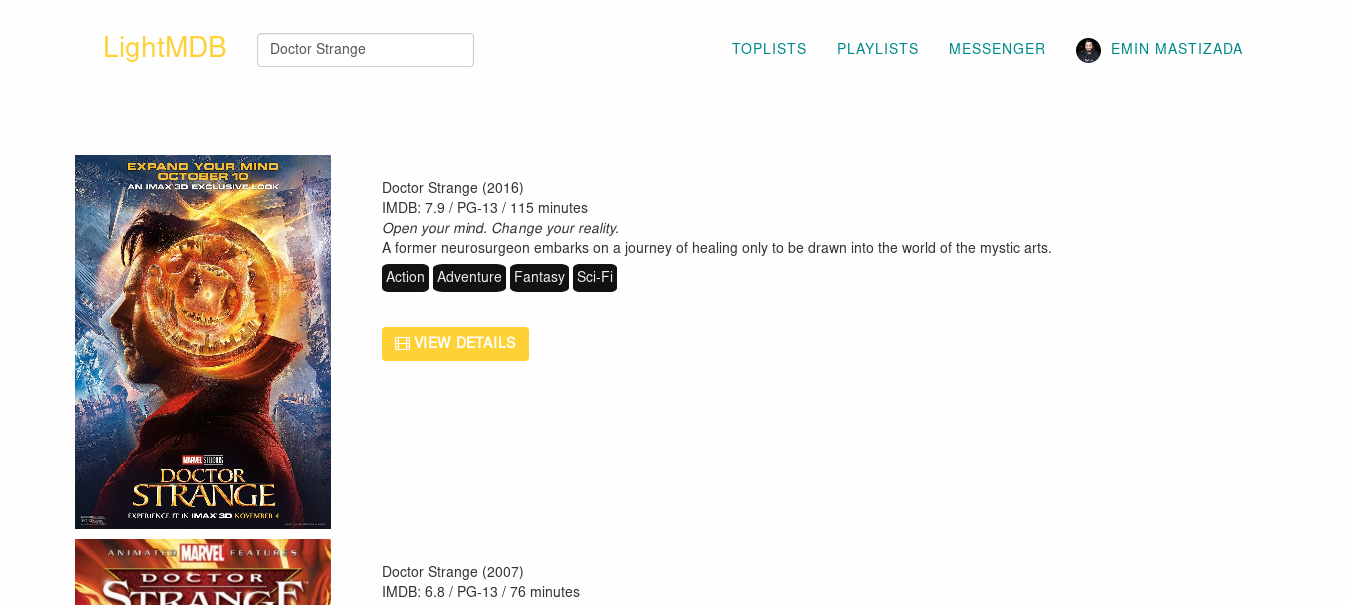 LightMDB
Doctor Strange
TOPLISTS
PLAYLISTS
MESSENGER
EMIN MASTIZADA
EXPAND YOUR MIND
OCTOBER 10
AN IMAX 3D EXCLUSIVE LOOK
MARVEL STUDIOS
DOCTOR
STRANGE
EXPERIENCE IT IN IMAX 3D NOVEMBER 4
Doctor Strange (2016)
IMDB: 7.9 / PG-13 / 115 minutes
Open your mind. Change your reality.
A former neurosurgeon embarks on a journey of healing only to be drawn into the world of the mystic arts.
Action Adventure Fantasy Sci-Fi
VIEW DETAILS
ANIMATED MARVEL FEATURES
DOCTOR
STRANGE
Doctor Strange (2007)
IMDB: 6.8 / PG-13 / 76 minutes